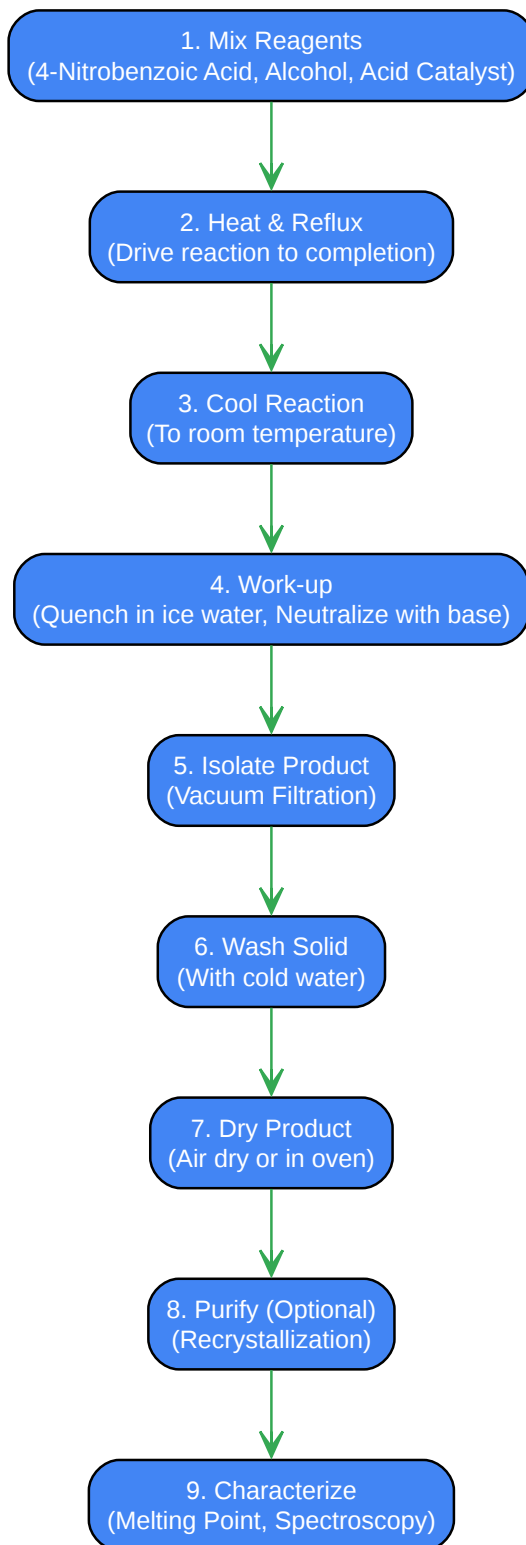 1. Mix Reagents
(4-Nitrobenzoic Acid, Alcohol, Acid Catalyst)
2. Heat & Reflux
(Drive reaction to completion)
3. Cool Reaction
(To room temperature)
4. Work-up
(Quench in ice water, Neutralize with base)
5. Isolate Product
(Vacuum Filtration)
6. Wash Solid
(With cold water)
7. Dry Product
(Air dry or in oven)
8. Purify (Optional)
(Recrystallization)
9. Characterize
(Melting Point, Spectroscopy)